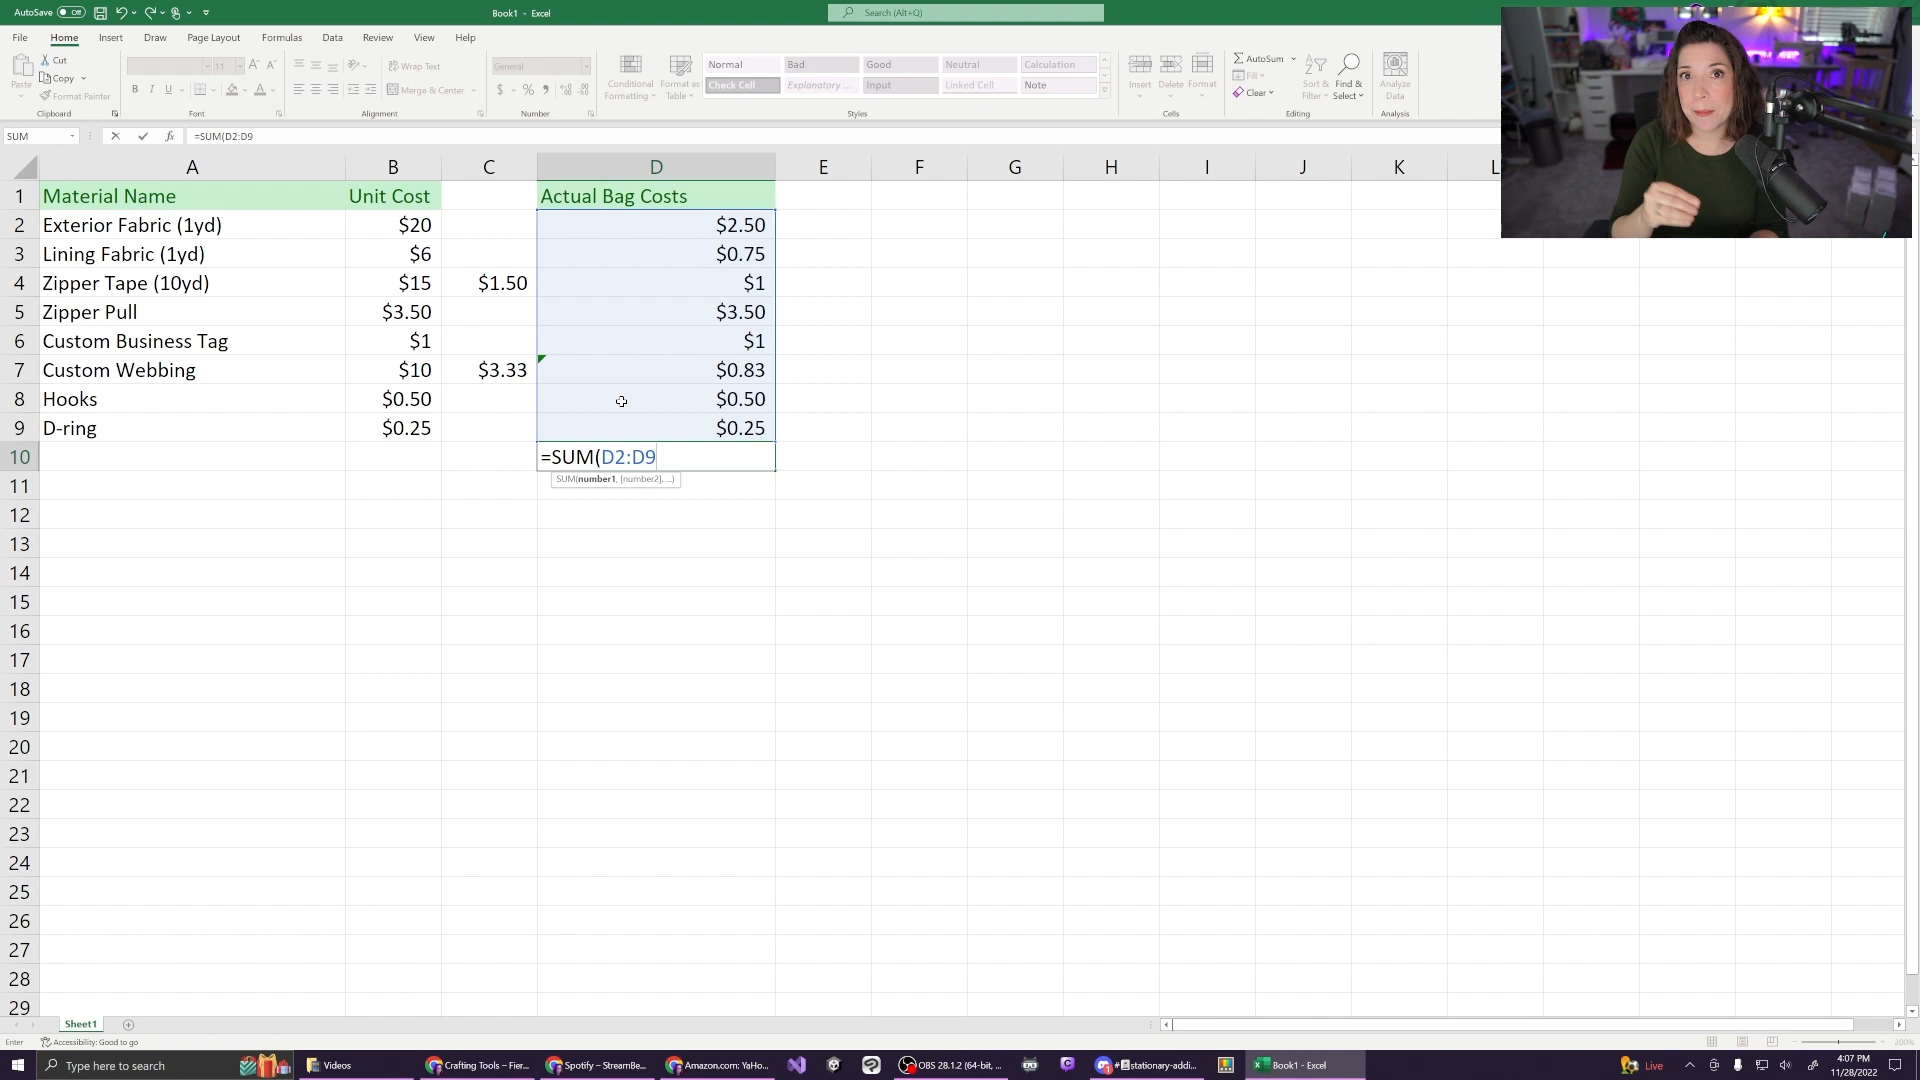 AutoSave Off Book1 - Excel Search (Alt+Q)
File Home Insert Draw Page Layout Formulas Data Review View Help
Paste Cut Copy Format Painter Clipboard
11 A A B I U A Font
Wrap Text Merge & Center Alignment
General $ % Number
Conditional Formatting Format as Table
Normal Bad Good Neutral Calculation
Check Cell Explanatory ... Input Linked Cell Note
Styles
Insert Delete Format Cells
AutoSum Fill Clear Sort & Filter Find & Select Editing
Analyze Data Analysis
SUM fx =SUM(D2:D9
A B C D E F G H I J K L
1 Material Name Unit Cost Actual Bag Costs
2 Exterior Fabric (1yd) $20 $2.50
3 Lining Fabric (1yd) $6 $0.75
4 Zipper Tape (10yd) $15 $1.50 $1
5 Zipper Pull $3.50 $3.50
6 Custom Business Tag $1 $1
7 Custom Webbing $10 $3.33 $0.83
8 Hooks $0.50 $0.50
9 D-ring $0.25 $0.25
10 =SUM(D2:D9
11 SUM(number1, [number2], ...)
12
13
14
15
16
17
18
19
20
21
22
23
24
25
26
27
28
29
Sheet1
Enter Accessibility: Good to go 200%
Type here to search Videos Crafting Tools – Fier... Spotify – StreamBe... Amazon.com: YaHo... OBS 28.1.2 (64-bit, ... #stationary-addi... Book1 - Excel Live 4:07 PM
11/28/2022